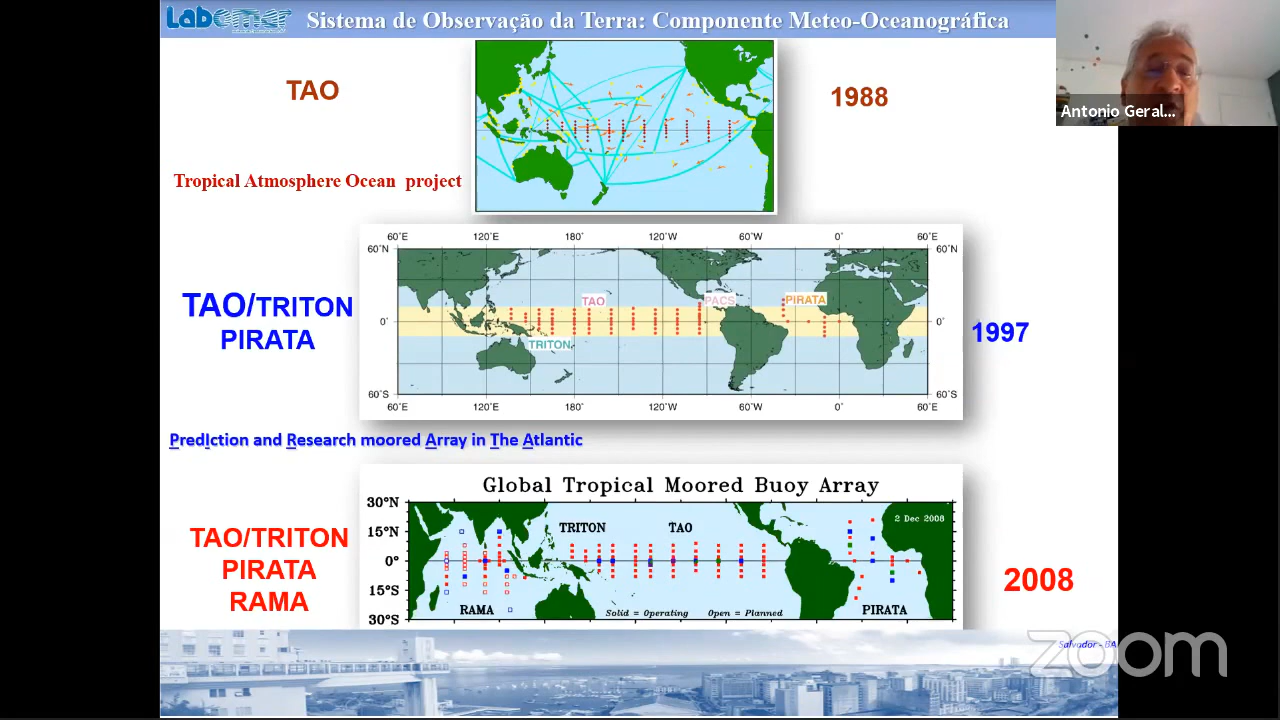 Labomar
Sistema de Observação da Terra: Componente Meteo-Oceanográfica
Antonio Geral...
TAO
1988
Tropical Atmosphere Ocean project
60˚E 120˚E 180˚ 120˚W 60˚W 0˚ 60˚E
60˚N 60˚N
TAO PACS PIRATA
0˚ 0˚
TRITON
60˚S 60˚S
60˚E 120˚E 180˚ 120˚W 60˚W 0˚ 60˚E
TAO/TRITON
PIRATA
1997
PredIction and Research moored Array in The Atlantic
Global Tropical Moored Buoy Array
30°N
15°N
0°
15°S
30°S
TRITON TAO
2 Dec 2008
RAMA
Solid = Operating Open = Planned
PIRATA
TAO/TRITON
PIRATA
RAMA
2008
Salvador - BA
zoom